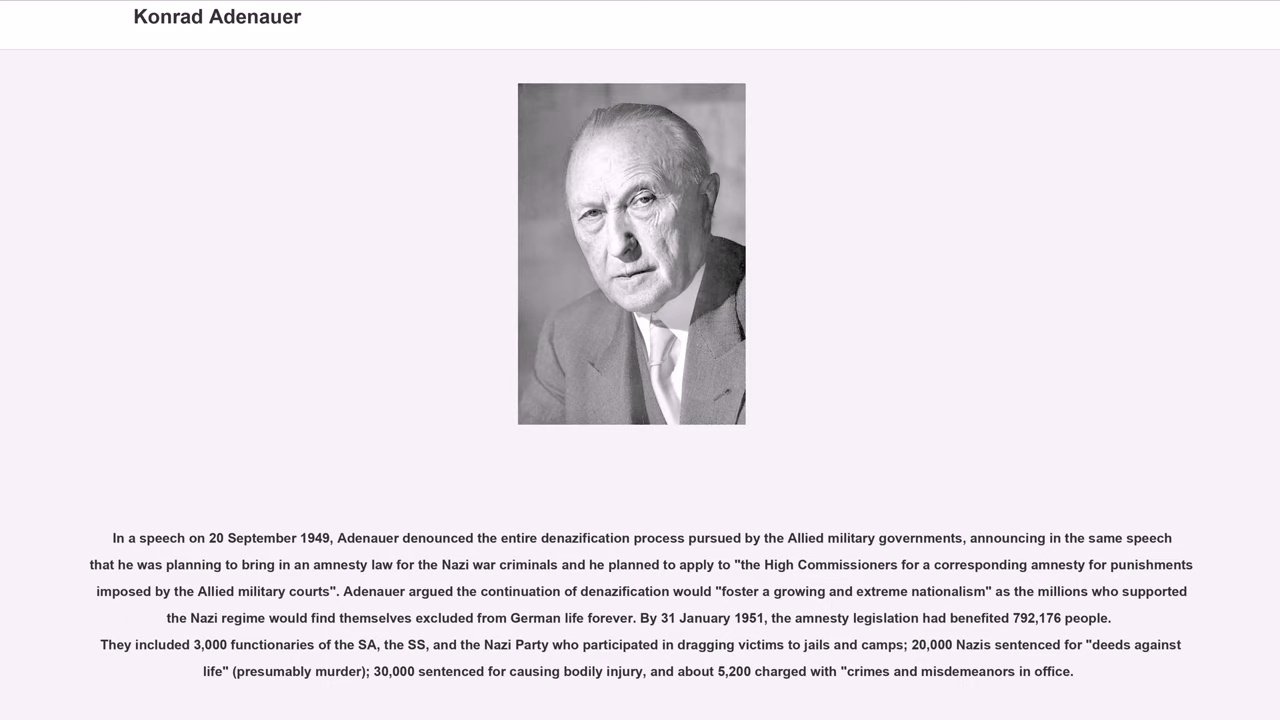 Konrad Adenauer
In a speech on 20 September 1949, Adenauer denounced the entire denazification process pursued by the Allied military governments, announcing in the same speech
that he was planning to bring in an amnesty law for the Nazi war criminals and he planned to apply to "the High Commissioners for a corresponding amnesty for punishments
imposed by the Allied military courts". Adenauer argued the continuation of denazification would "foster a growing and extreme nationalism" as the millions who supported
the Nazi regime would find themselves excluded from German life forever. By 31 January 1951, the amnesty legislation had benefited 792,176 people.
They included 3,000 functionaries of the SA, the SS, and the Nazi Party who participated in dragging victims to jails and camps; 20,000 Nazis sentenced for "deeds against
life" (presumably murder); 30,000 sentenced for causing bodily injury, and about 5,200 charged with "crimes and misdemeanors in office.